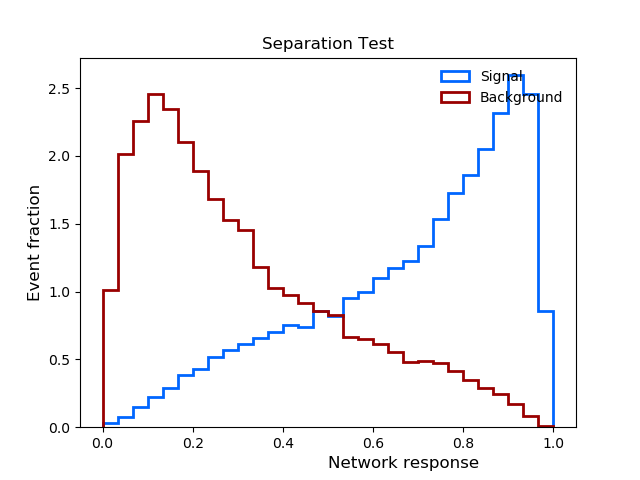 Separation Test
Signal
Background
Event fraction
2.5
2.0
1.5
1.0
0.5
0.0
0.0 0.2 0.4 0.6 0.8 1.0
Network response